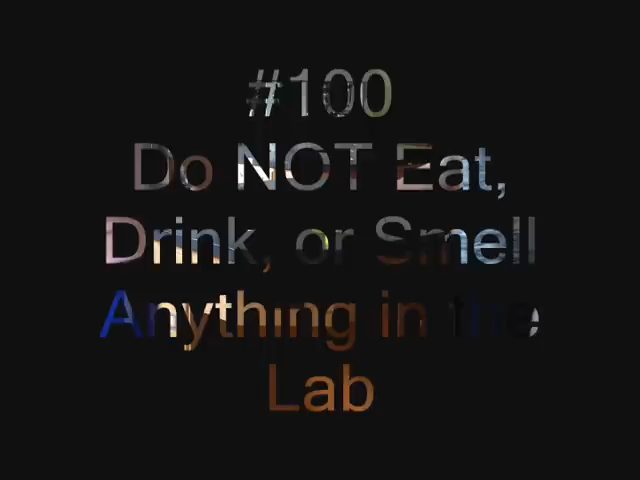 #100
Do NOT Eat,
Drink, or Smell
Anything in the
Lab